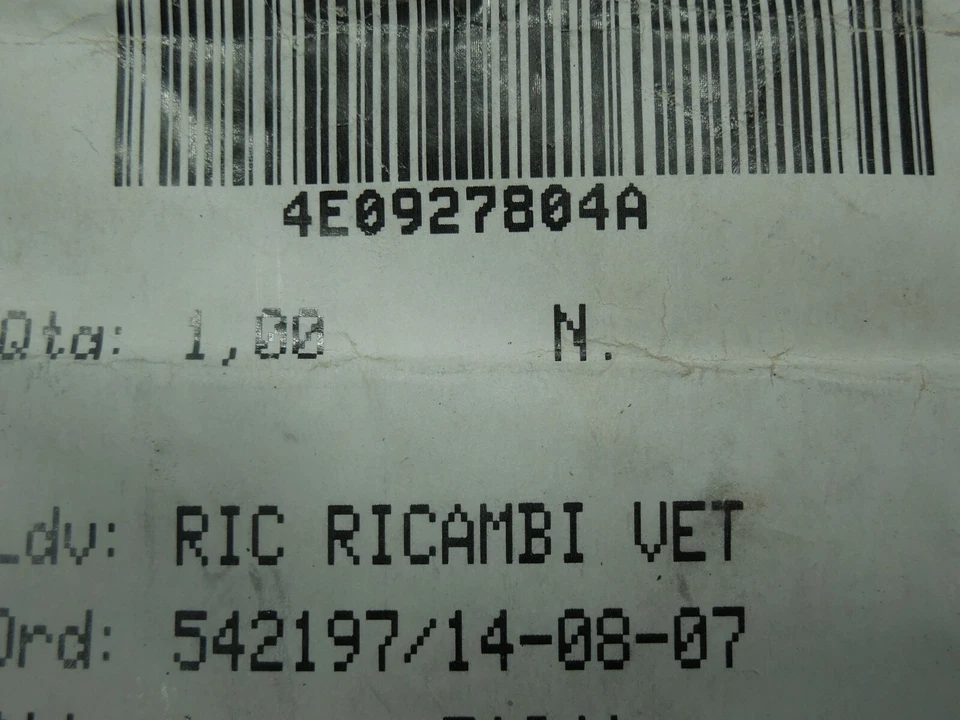 4E0927804A
Qta: 1,00 N.
Ldv: RIC RICAMBI VET
Ord: 542197/14-08-07